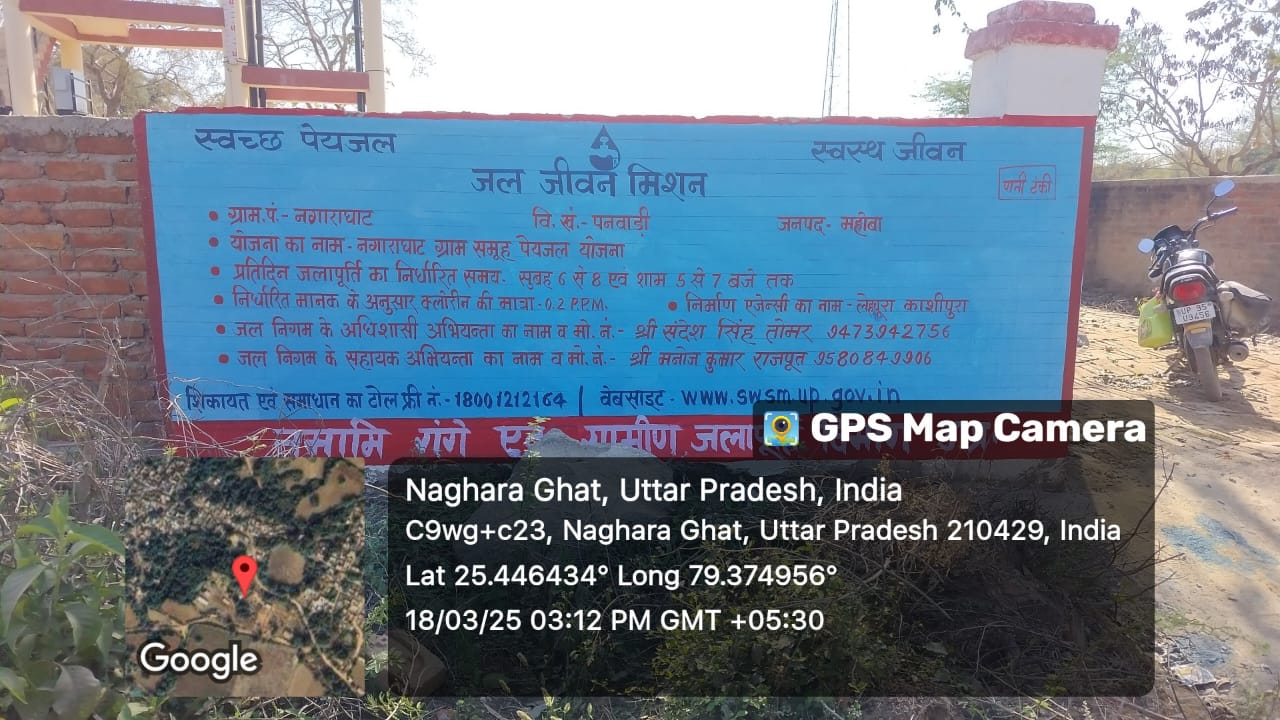 स्वच्छ पेयजल
स्वस्थ जीवन
जल जीवन मिशन
पानी टंकी
• ग्राम.पं.- नगाराघाट वि. खं.- पनवाड़ी जनपद- महोबा
• योजना का नाम - नगाराघाट ग्राम समूह पेयजल योजना
• प्रतिदिन जलापूर्ति का निर्धारित समय. सुबह 6 से 8 एवं शाम 5 से 7 बजे तक
• निर्धारित मानक के अनुसार क्लोरीन की मात्रा - 0.2 P.P.M. • निर्माण एजेन्सी का नाम - काशीपुरा
• जल निगम के अधिशासी अभियन्ता का नाम व मो. नं.- श्री संदेश सिंह तोमर 9473942756
• जल निगम के सहायक अभियन्ता का नाम व मो. नं.- श्री मनोज कुमार राजपूत 9580849906
शिकायत एवं समाधान का टोल फ्री नं.- 18001212164 | वेबसाइट - www.swsm.up.gov.in
गंगे ग्रामीण
UP 95
U9456
GPS Map Camera
Naghara Ghat, Uttar Pradesh, India
C9wg+c23, Naghara Ghat, Uttar Pradesh 210429, India
Lat 25.446434° Long 79.374956°
18/03/25 03:12 PM GMT +05:30
Google